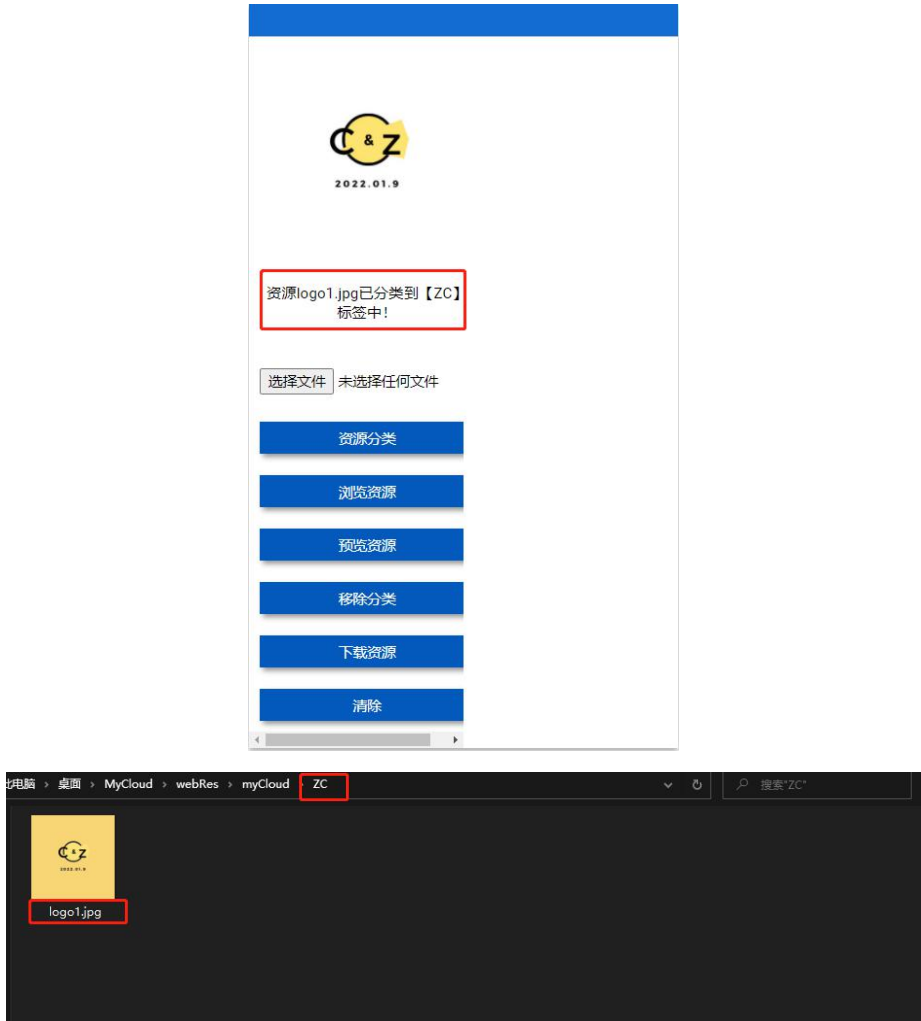 C & Z
2022.01.9
资源logo1.jpg已分类到【ZC】
标签中！
选择文件 未选择任何文件
资源分类
浏览资源
预览资源
移除分类
下载资源
清除
电脑 › 桌面 › MyCloud › webRes › myCloud › ZC
搜索"ZC"
C & Z
2022.01.9
logo1.jpg